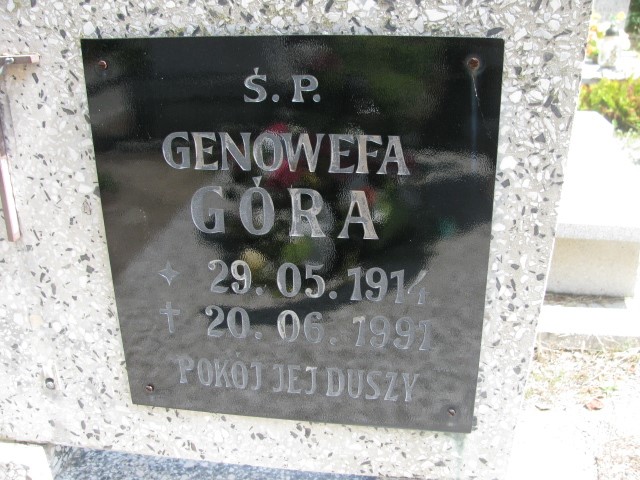 Ś. P.
GENOWEFA
GÓRA
29. 05. 1914
† 20. 06. 1991
POKÓJ JEJ DUSZY